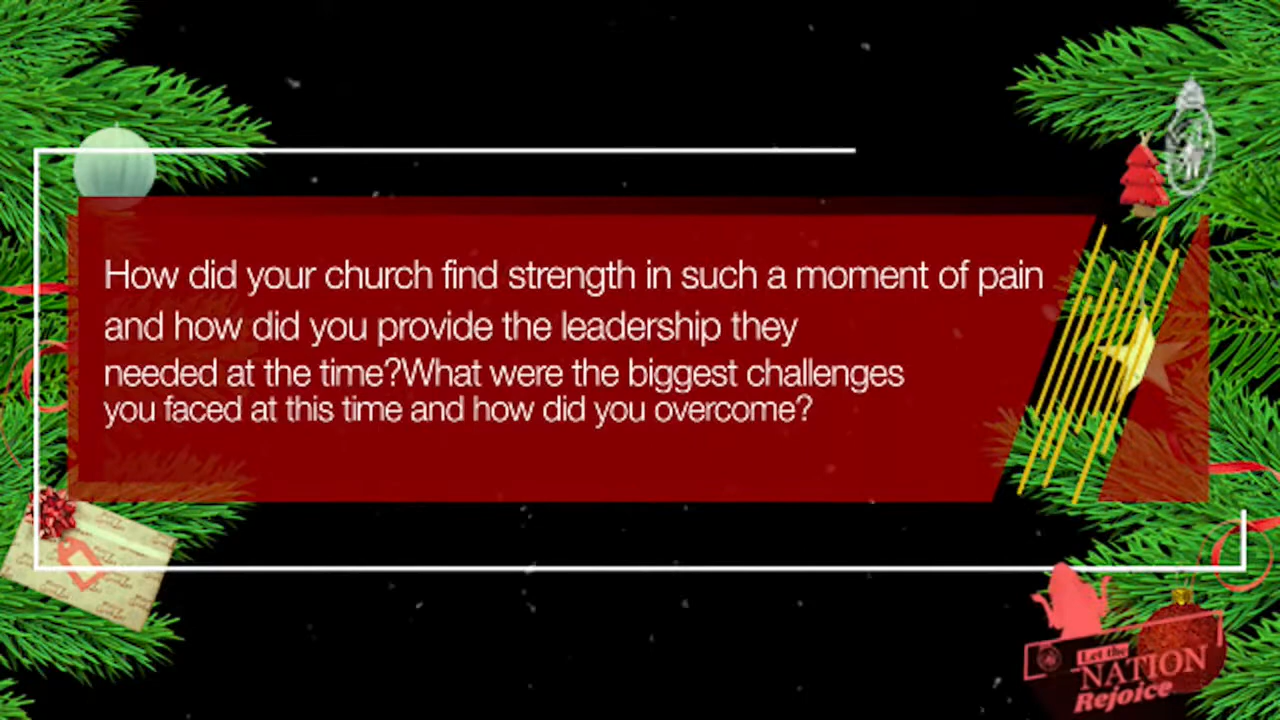 How did your church find strength in such a moment of pain
and how did you provide the leadership they
needed at the time?What were the biggest challenges
you faced at this time and how did you overcome?
Let the
NATION
Rejoice